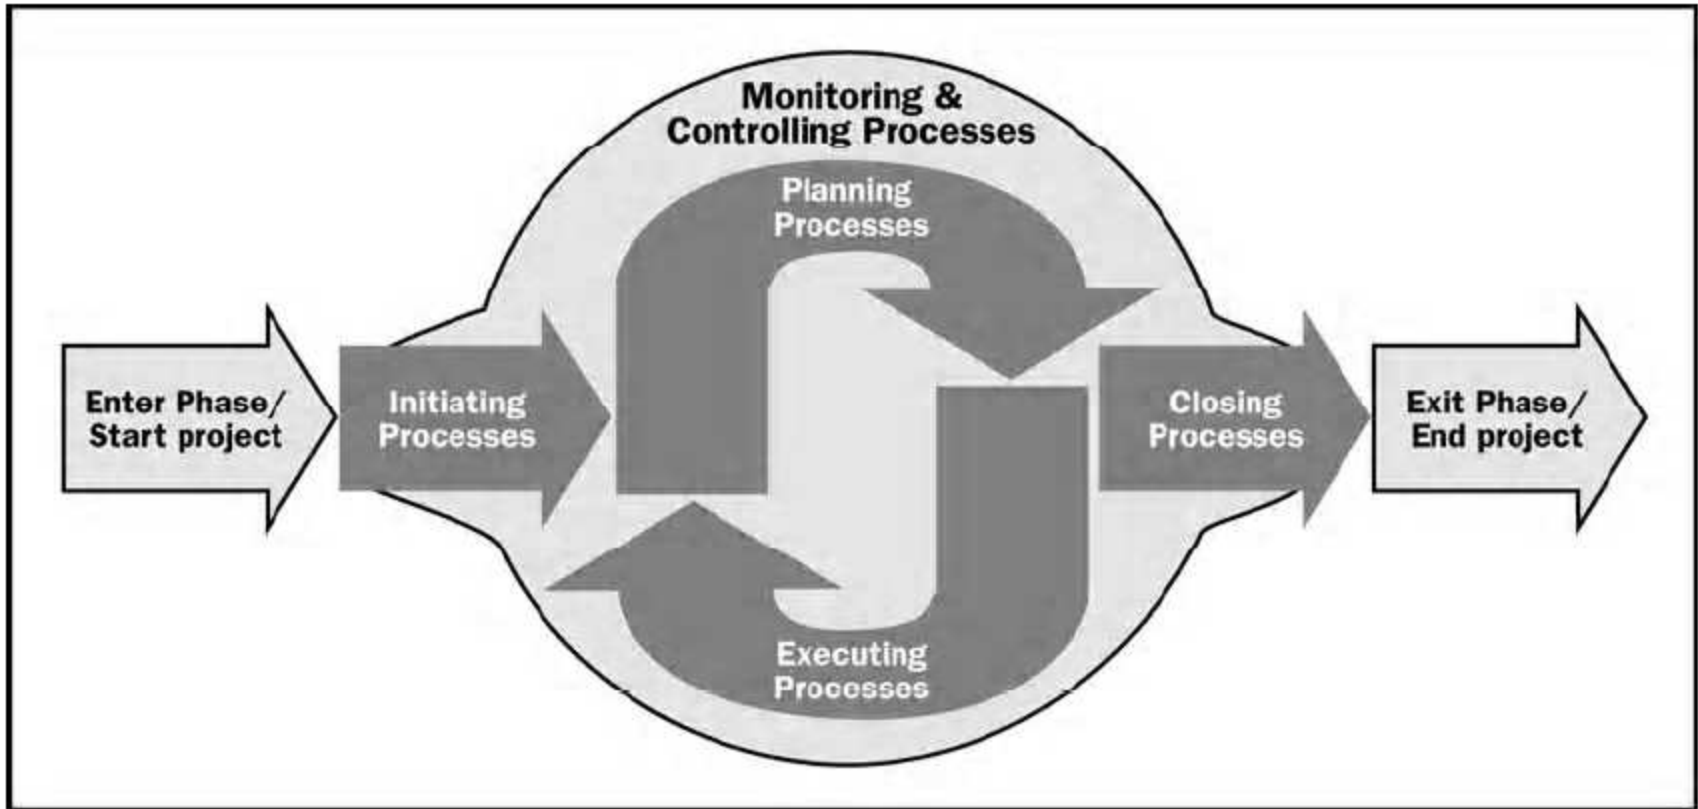 Monitoring &
Controlling Processes
Planning
Processes
Enter Phase/
Start project
Initiating
Processes
Closing
Processes
Exit Phase/
End project
Executing
Processes